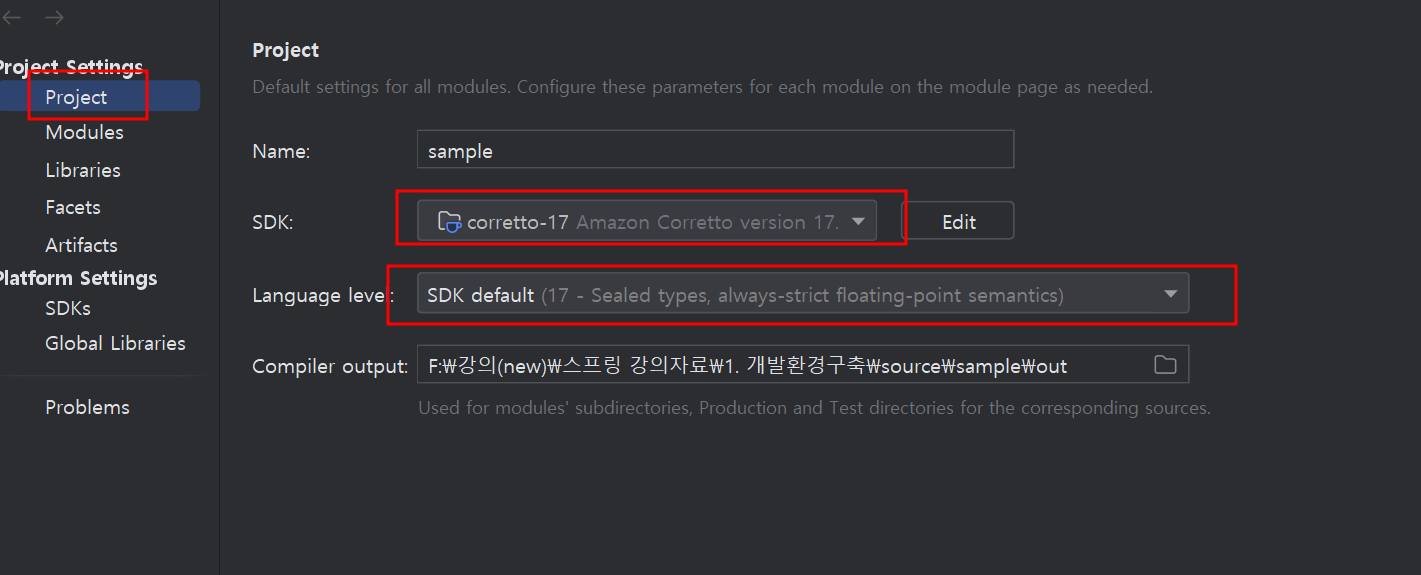 Project Settings
Project
Modules
Libraries
Facets
Artifacts
Platform Settings
SDKs
Global Libraries
Problems
Project
Default settings for all modules. Configure these parameters for each module on the module page as needed.
Name: sample
SDK: corretto-17 Amazon Corretto version 17. Edit
Language level: SDK default (17 - Sealed types, always-strict floating-point semantics)
Compiler output: F:₩강의(new)₩스프링 강의자료₩1. 개발환경구축₩source₩sample₩out
Used for modules' subdirectories, Production and Test directories for the corresponding sources.